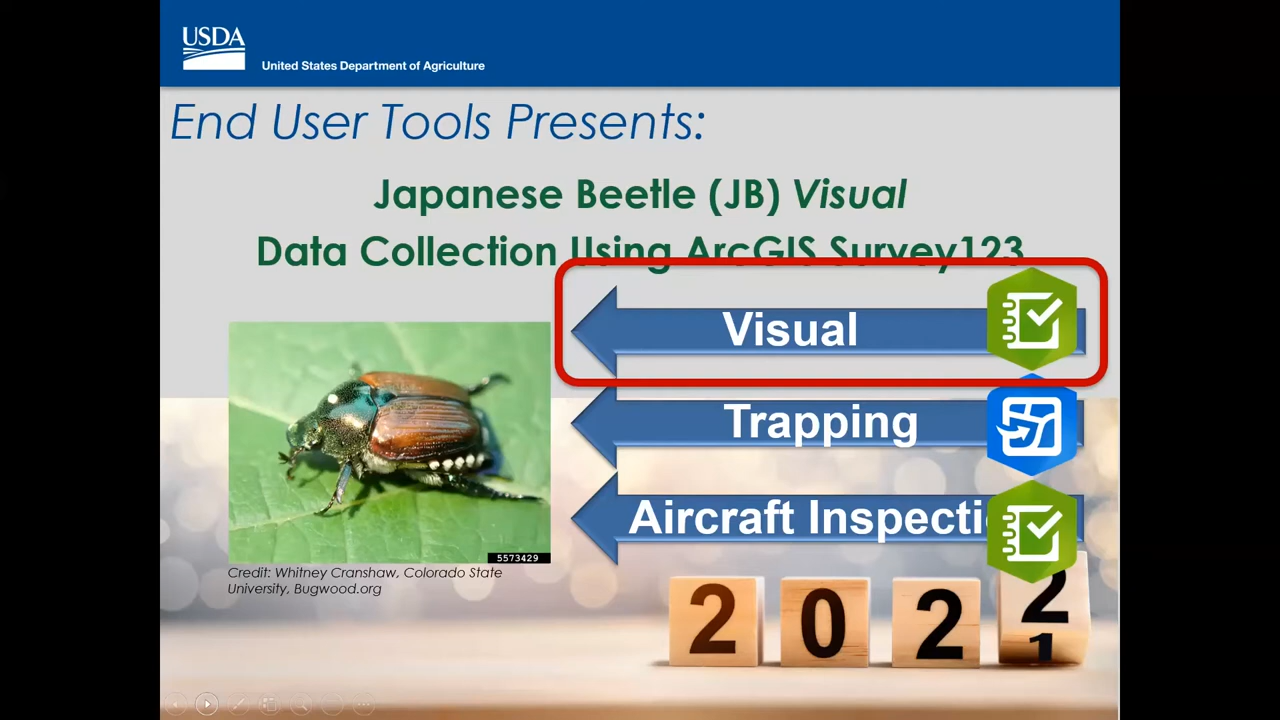 USDA
United States Department of Agriculture
End User Tools Presents:
Japanese Beetle (JB) Visual
Data Collection Using ArcGIS Survey123
Visual
Trapping
Aircraft Inspecti
5573429
Credit: Whitney Cranshaw, Colorado State
University, Bugwood.org
2 0 2 2
1